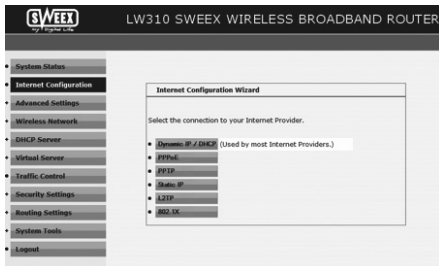 SWEEX
my Digital Life
LW310 SWEEX WIRELESS BROADBAND ROUTER
System Status
Internet Configuration
Advanced Settings
Wireless Network
DHCP Server
Virtual Server
Traffic Control
Security Settings
Routing Settings
System Tools
Logout
Internet Configuration Wizard
Select the connection to your Internet Provider.
Dynamic IP / DHCP (Used by most Internet Providers.)
PPPoE
PPTP
Static IP
L2TP
802.1X